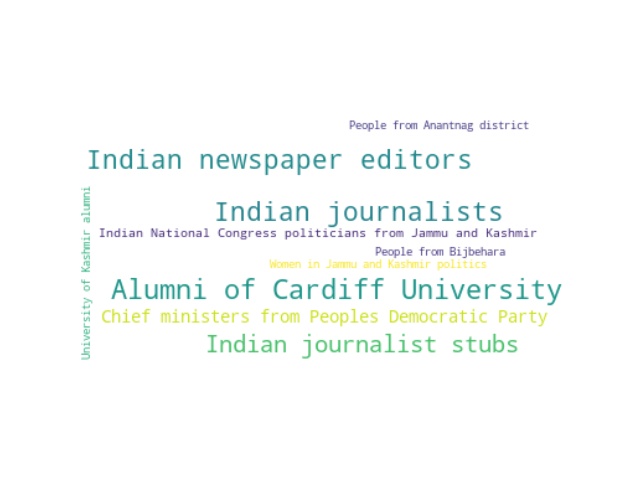 People from Anantnag district
Indian newspaper editors
University of Kashmir alumni
Indian journalists
Indian National Congress politicians from Jammu and Kashmir
People from Bijbehara
Women in Jammu and Kashmir politics
Alumni of Cardiff University
Chief ministers from Peoples Democratic Party
Indian journalist stubs